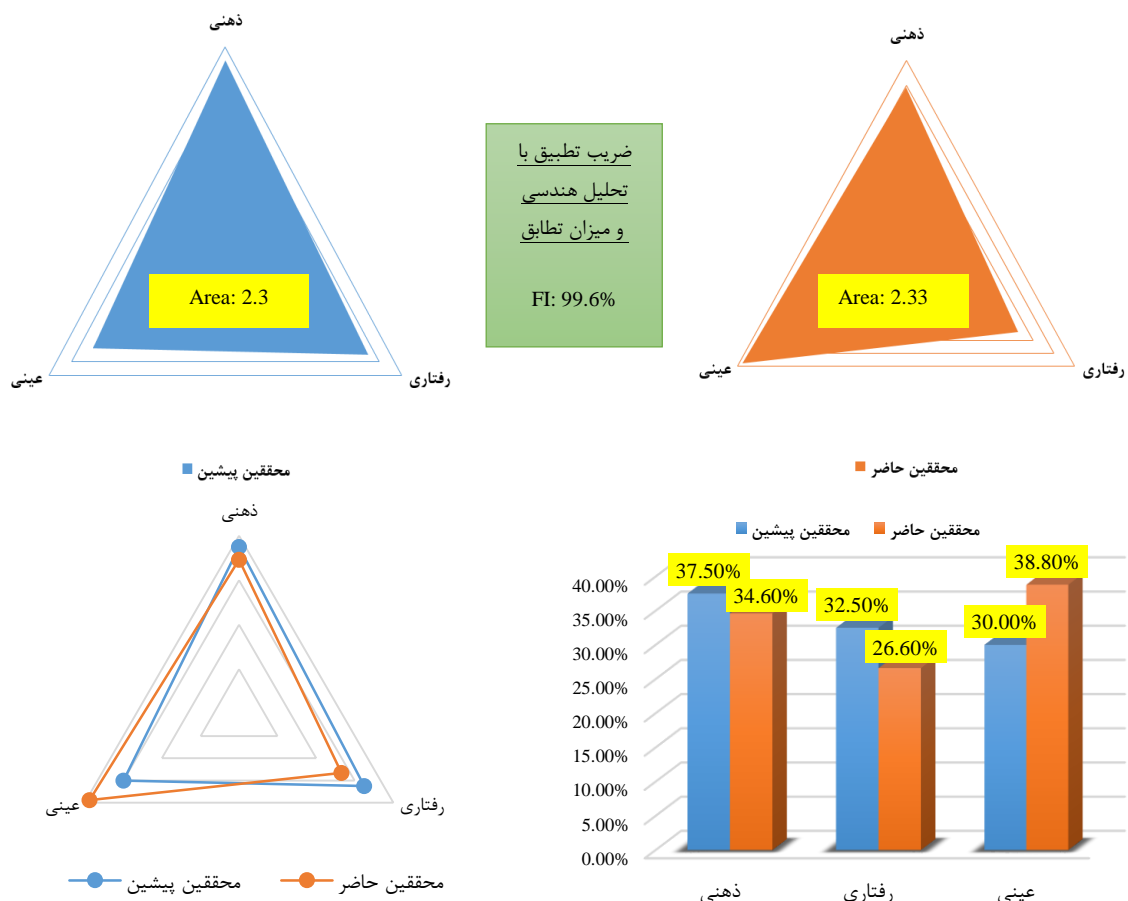 ذهنی
Area: 2.3
عینی
رفتاری
محققین پیشین
ضریب تطبیق با
تحلیل هندسی
و میزان تطابق
FI: 99.6%
ذهنی
Area: 2.33
عینی
رفتاری
محققین حاضر
ذهنی
عینی
رفتاری
محققین پیشین
محققین حاضر
محققین پیشین
محققین حاضر
40.00%
35.00%
30.00%
25.00%
20.00%
15.00%
10.00%
5.00%
0.00%
37.50%
34.60%
32.50%
26.60%
30.00%
38.80%
ذهنی
رفتاری
عینی